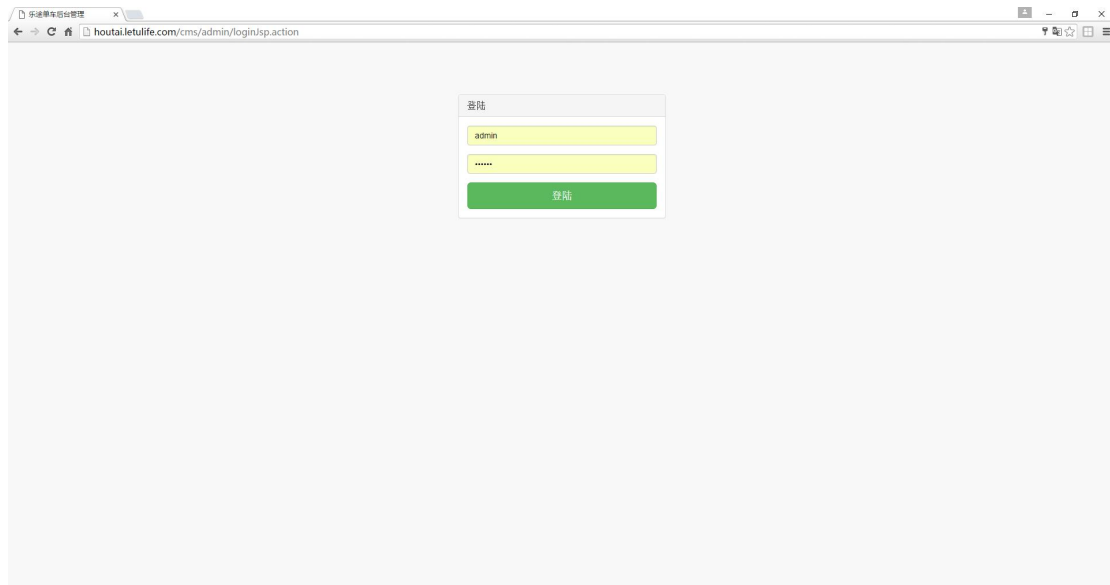 乐途单车后台管理
houtai.letulife.com/cms/admin/loginJsp.action
登陆
admin
••••••
登陆